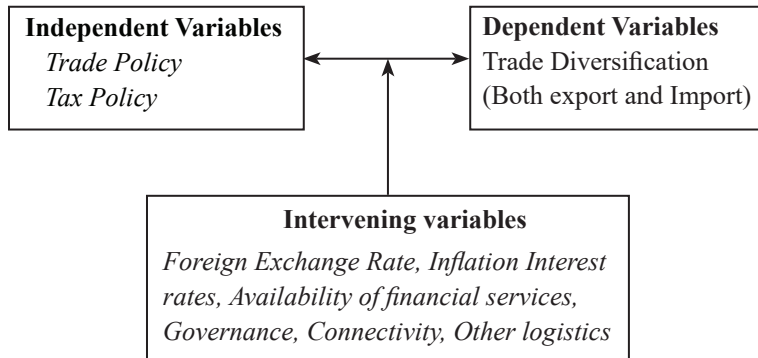 Independent Variables
Trade Policy
Tax Policy
Dependent Variables
Trade Diversification
(Both export and Import)
Intervening variables
Foreign Exchange Rate, Inflation Interest
rates, Availability of financial services,
Governance, Connectivity, Other logistics